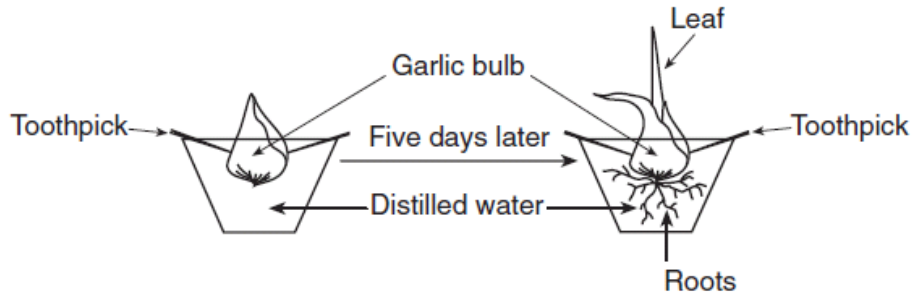 Leaf
Garlic bulb
Toothpick
Five days later
Toothpick
Distilled water
Roots